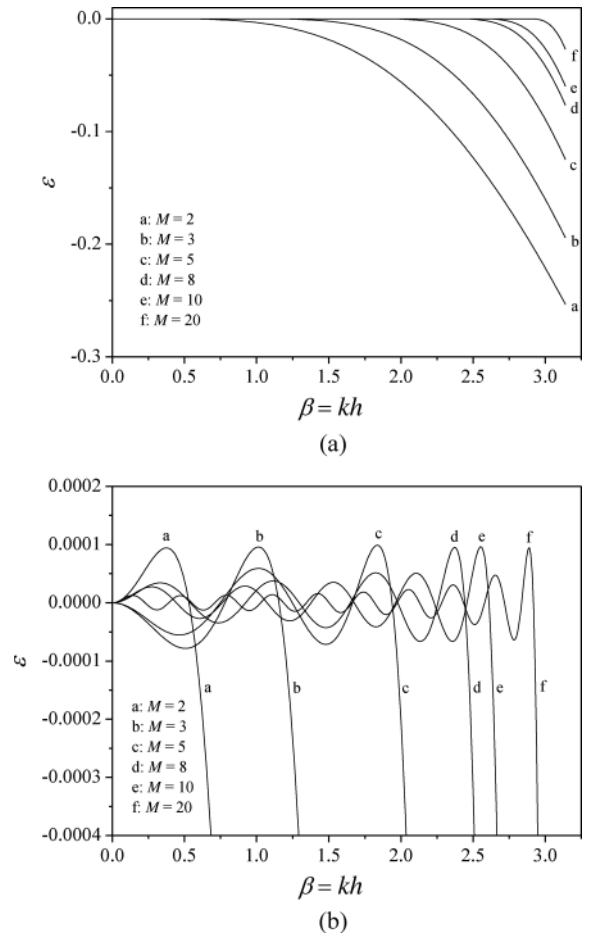 0.0
-0.1
-0.2
-0.3
ε
a: M = 2
b: M = 3
c: M = 5
d: M = 8
e: M = 10
f: M = 20
f
e
d
c
b
a
0.0 0.5 1.0 1.5 2.0 2.5 3.0
β = kh
(a)
0.0002
0.0001
0.0000
-0.0001
-0.0002
-0.0003
-0.0004
ε
a b c d e f
a b c d e f
a: M = 2
b: M = 3
c: M = 5
d: M = 8
e: M = 10
f: M = 20
0.0 0.5 1.0 1.5 2.0 2.5 3.0
β = kh
(b)